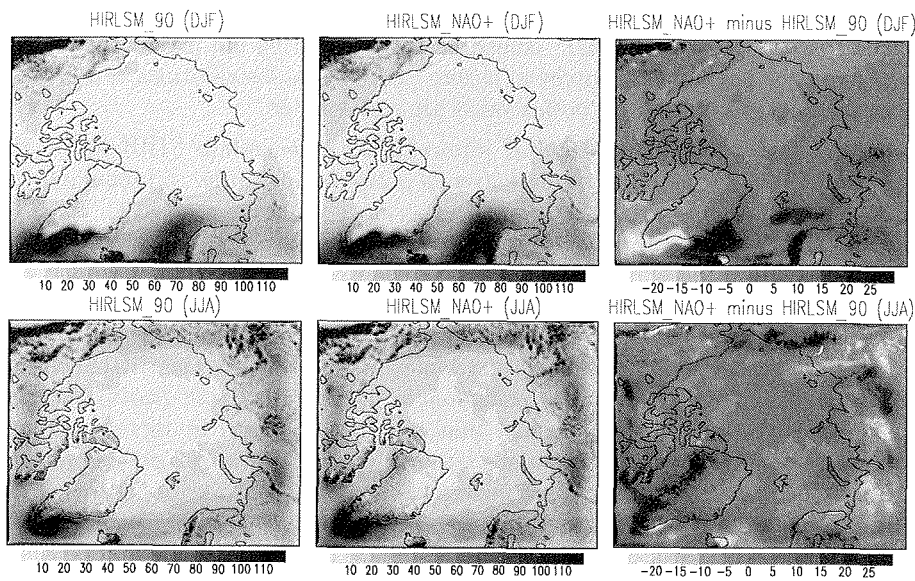 HIRLSM_90 (DJF)
HIRLSM_NAO+ (DJF)
HIRLSM_NAO+ minus HIRLSM_90 (DJF)
10 20 30 40 50 60 70 80 90 100 110
10 20 30 40 50 60 70 80 90 100 110
-20 -15 -10 -5 0 5 10 15 20 25
HIRLSM_90 (JJA)
HIRLSM_NAO+ (JJA)
HIRLSM_NAO+ minus HIRLSM_90 (JJA)
10 20 30 40 50 60 70 80 90 100 110
10 20 30 40 50 60 70 80 90 100 110
-20 -15 -10 -5 0 5 10 15 20 25